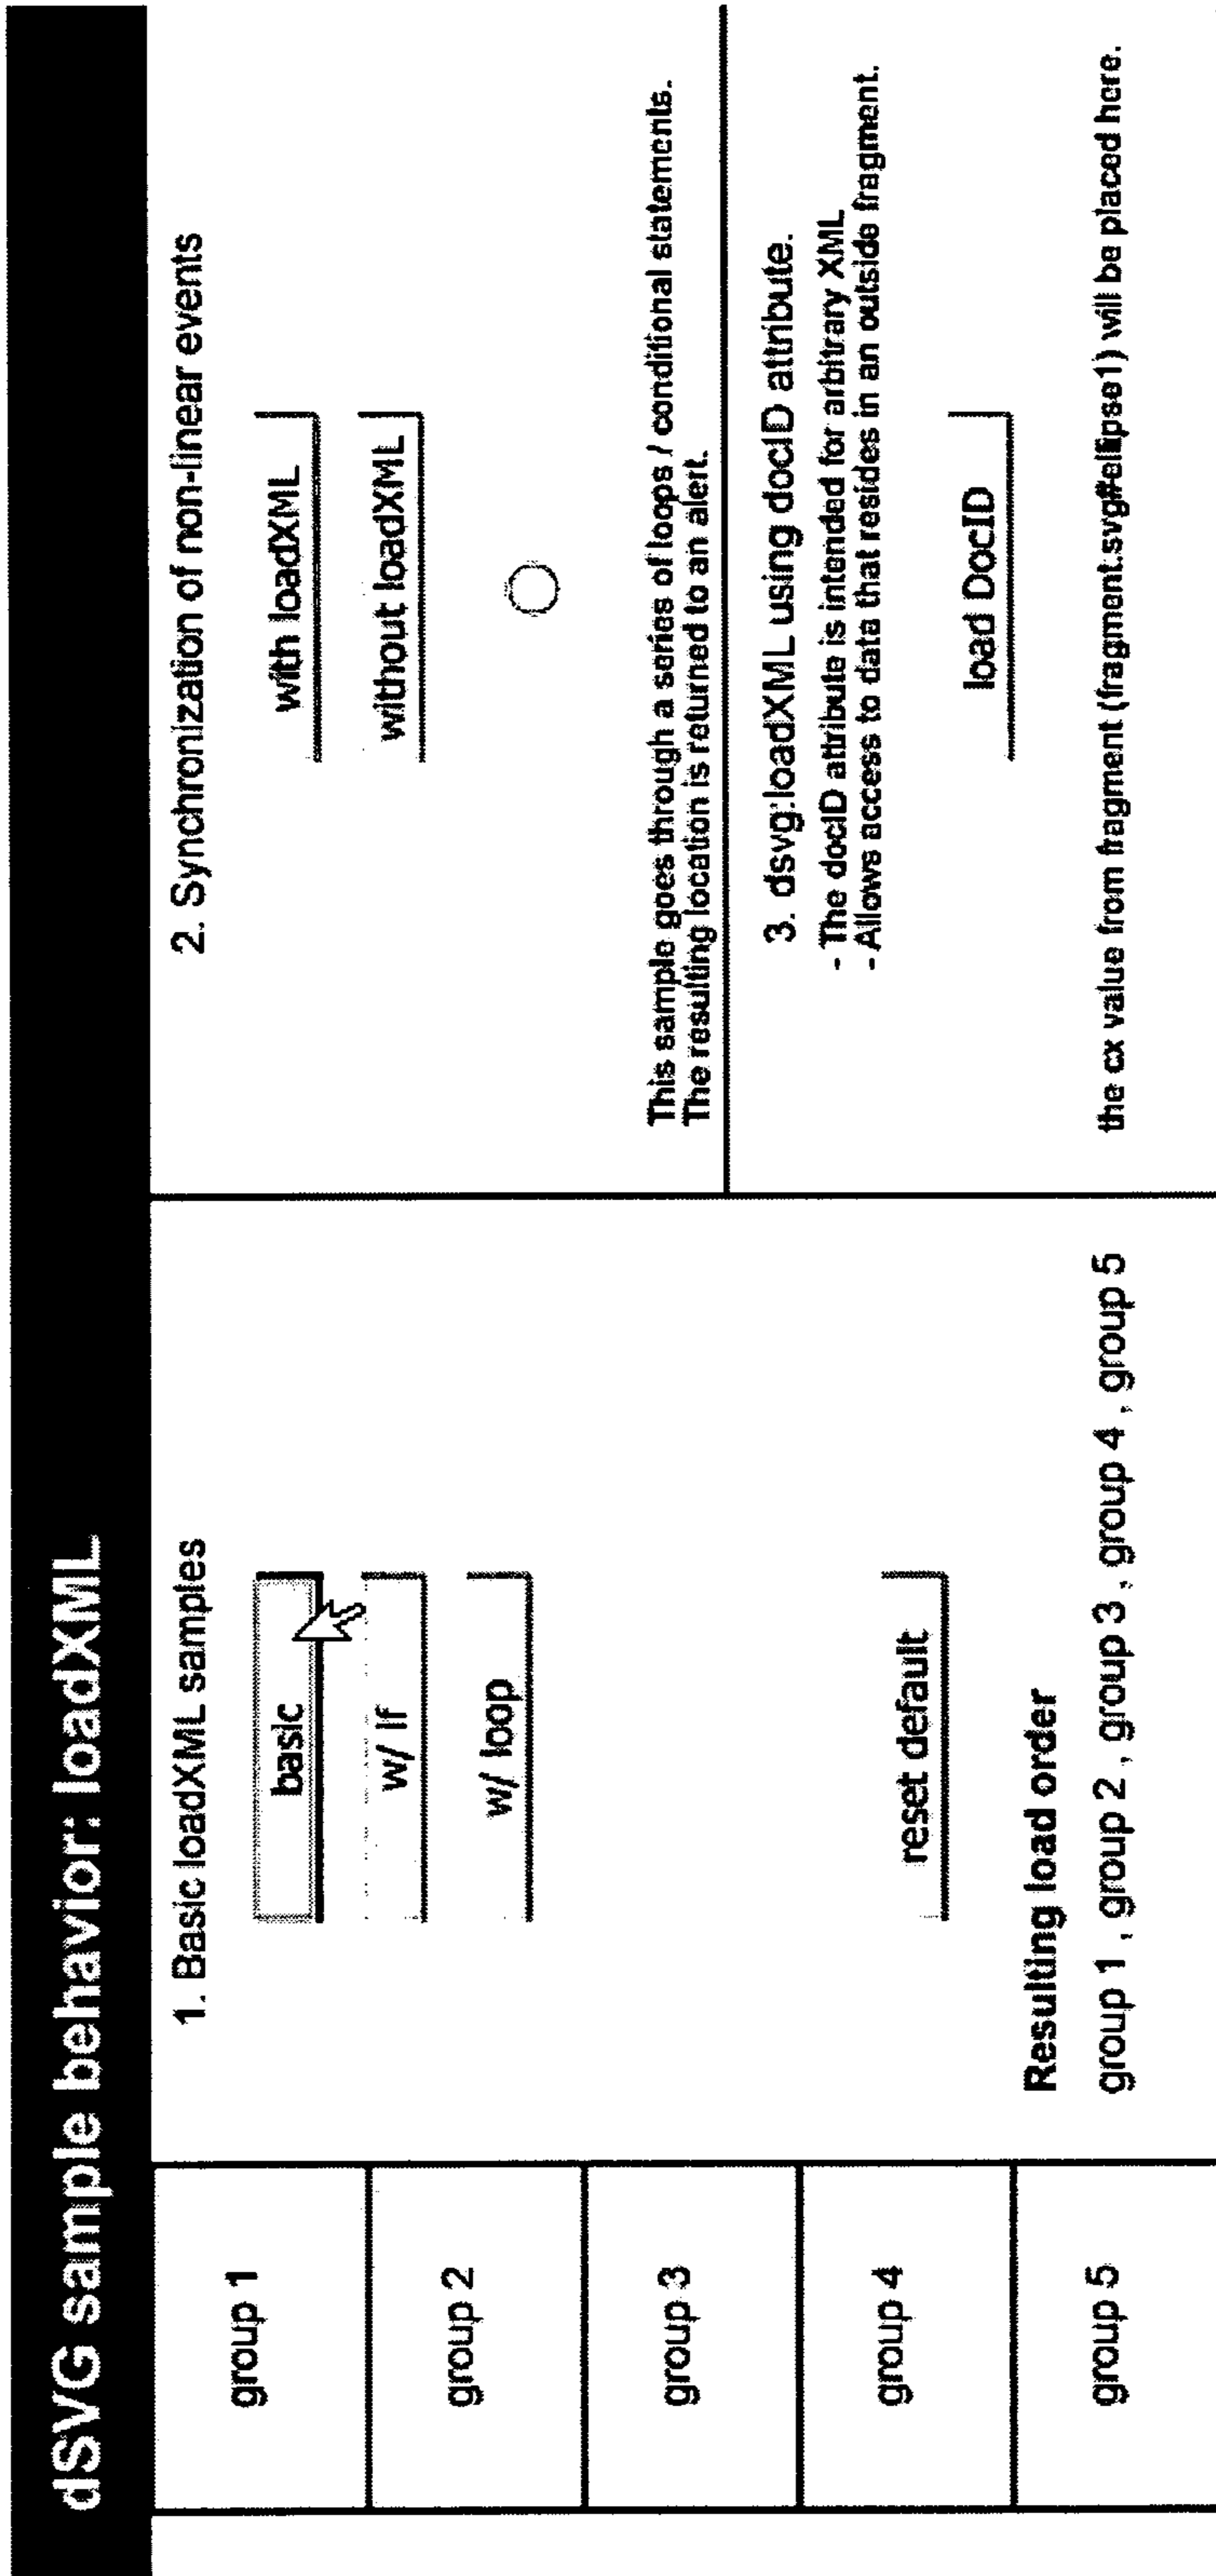 dSVG sample behavior: loadXML
group 1
group 2
group 3
group 4
group 5
1. Basic loadXML samples
basic
w/ If
w/ loop
reset default
Resulting load order
group 1 , group 2 , group 3 , group 4 , group 5
2. Synchronization of non-linear events
with loadXML
without loadXML
This sample goes through a series of loops / conditional statements.
The resulting location is returned to an alert.
3. dsvg:loadXML using docID attribute.
- The docID attribute is intended for arbitrary XML
- Allows access to data that resides in an outside fragment.
load DocID
the cx value from fragment (fragment.svg#ellipse1) will be placed here.